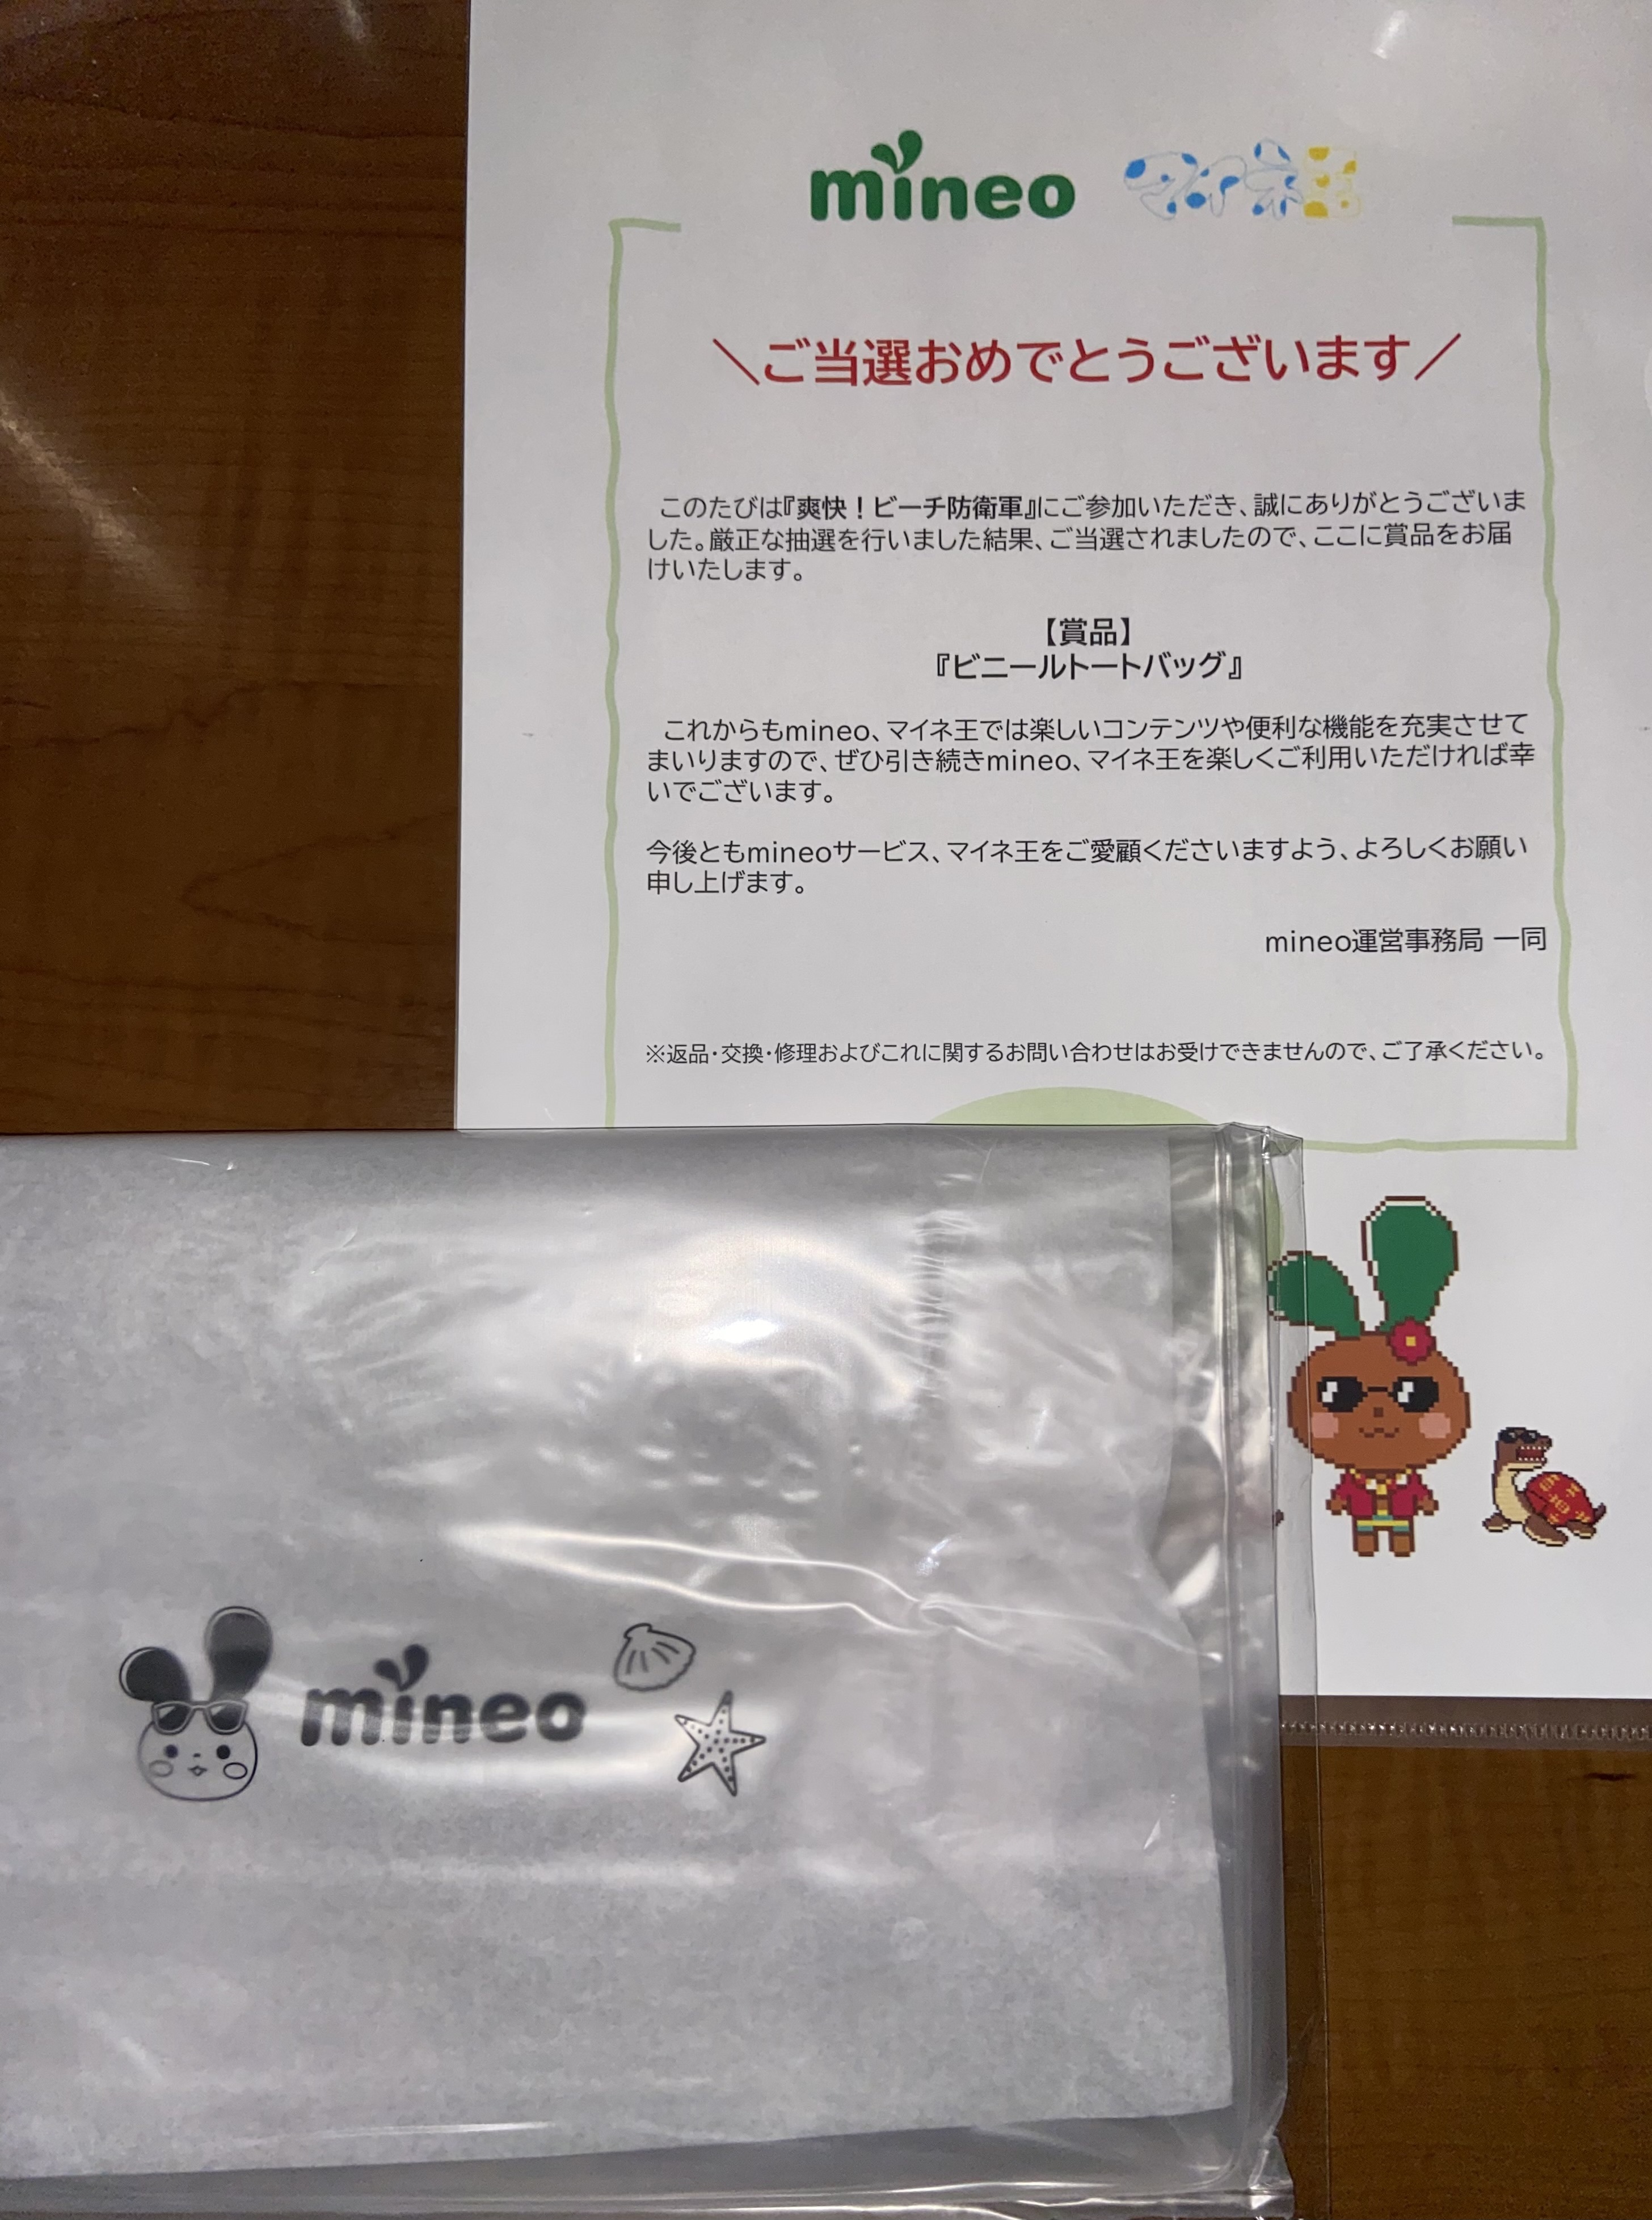 mineo マイネ王
＼ご当選おめでとうございます／
このたびは『爽快！ビーチ防衛軍』にご参加いただき、誠にありがとうございま
した。厳正な抽選を行いました結果、ご当選されましたので、ここに賞品をお届
けいたします。
【賞品】
『ビニールトートバッグ』
これからもmineo、マイネ王では楽しいコンテンツや便利な機能を充実させて
まいりますので、ぜひ引き続きmineo、マイネ王を楽しくご利用いただければ幸
いでございます。
今後ともmineoサービス、マイネ王をご愛顧くださいますよう、よろしくお願い
申し上げます。
mineo運営事務局 一同
※返品・交換・修理およびこれに関するお問い合わせはお受けできませんので、ご了承ください。
mineo